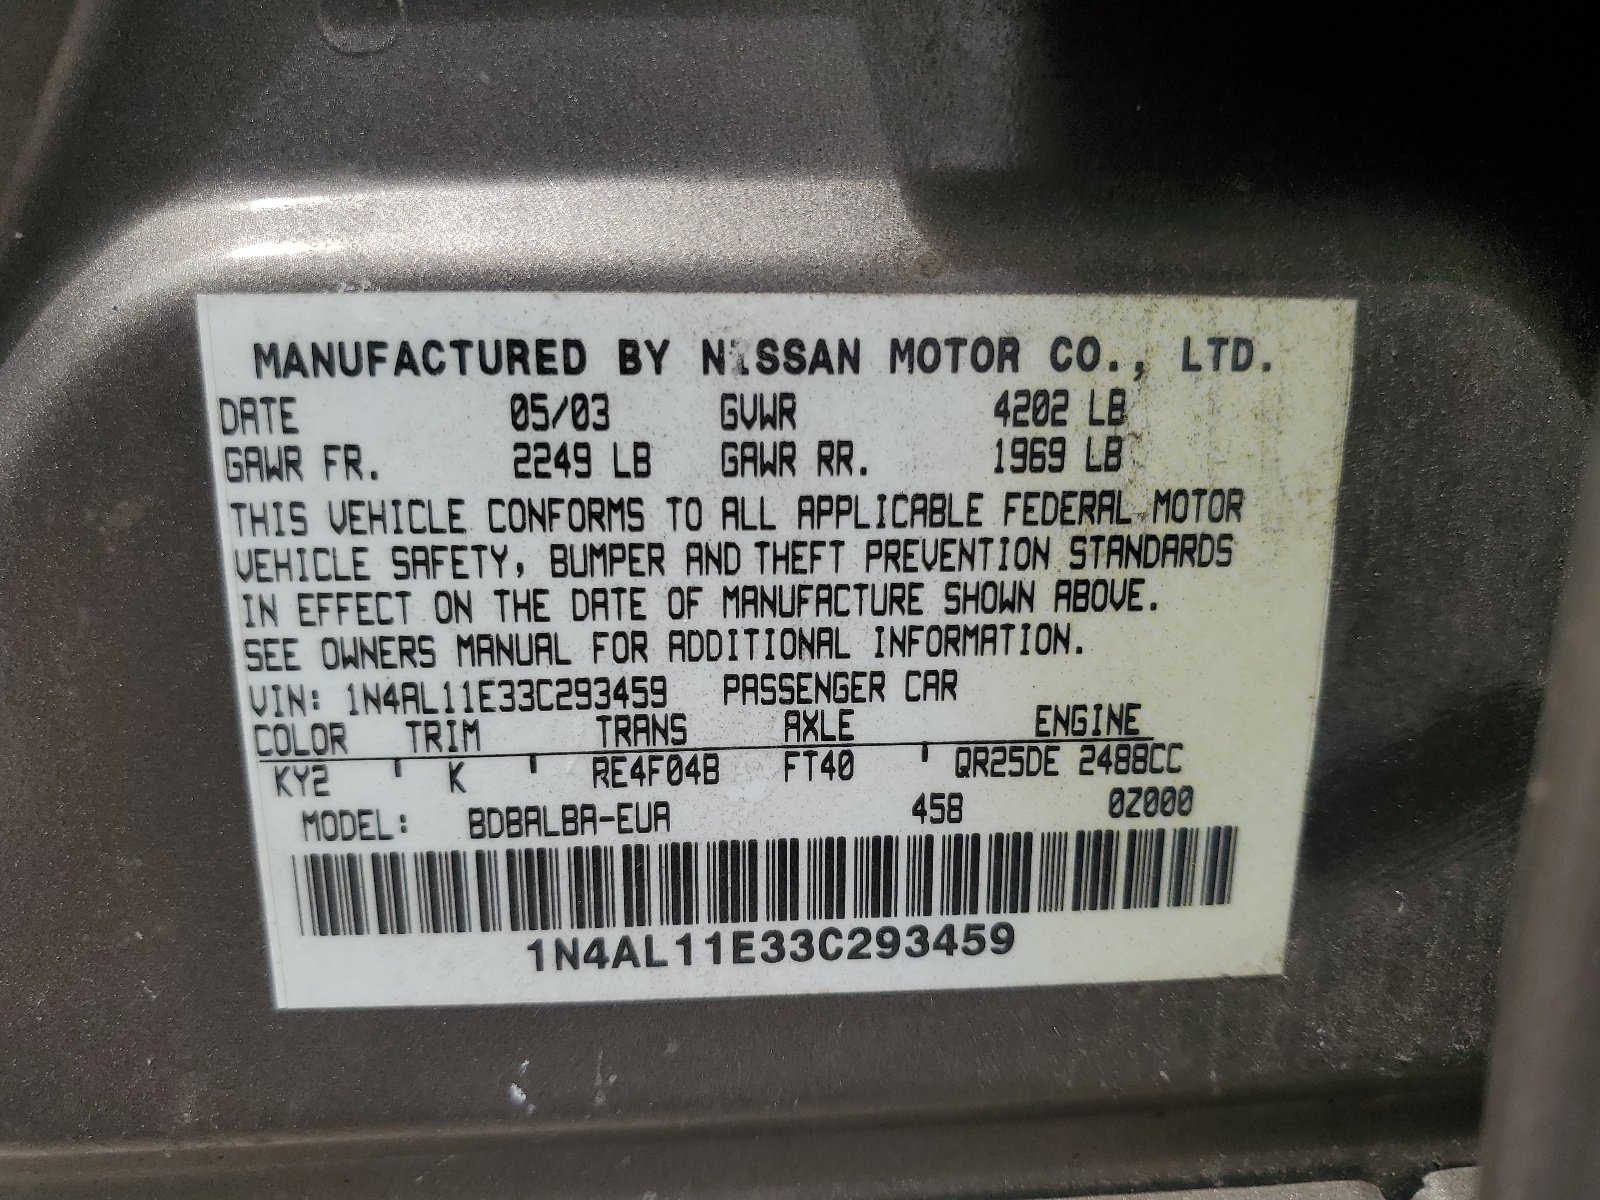 MANUFACTURED BY NISSAN MOTOR CO., LTD.
DATE 05/03 GVWR 4202 LB
GAWR FR. 2249 LB GAWR RR. 1969 LB
THIS VEHICLE CONFORMS TO ALL APPLICABLE FEDERAL MOTOR
VEHICLE SAFETY, BUMPER AND THEFT PREVENTION STANDARDS
IN EFFECT ON THE DATE OF MANUFACTURE SHOWN ABOVE.
SEE OWNERS MANUAL FOR ADDITIONAL INFORMATION.
VIN: 1N4AL11E33C293459 PASSENGER CAR
COLOR TRIM TRANS AXLE ENGINE
KY2 K RE4F04B FT40 QR25DE 2488CC
MODEL: BDBALBA-EUA 458 0Z000
1N4AL11E33C293459